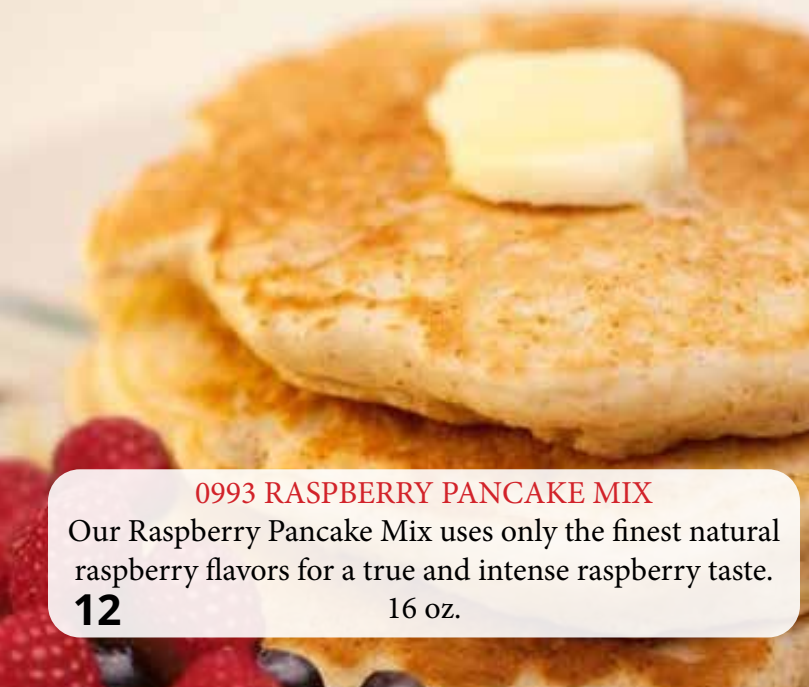 0993 RASPBERRY PANCAKE MIX
Our Raspberry Pancake Mix uses only the finest natural
raspberry flavors for a true and intense raspberry taste.
12 16 oz.